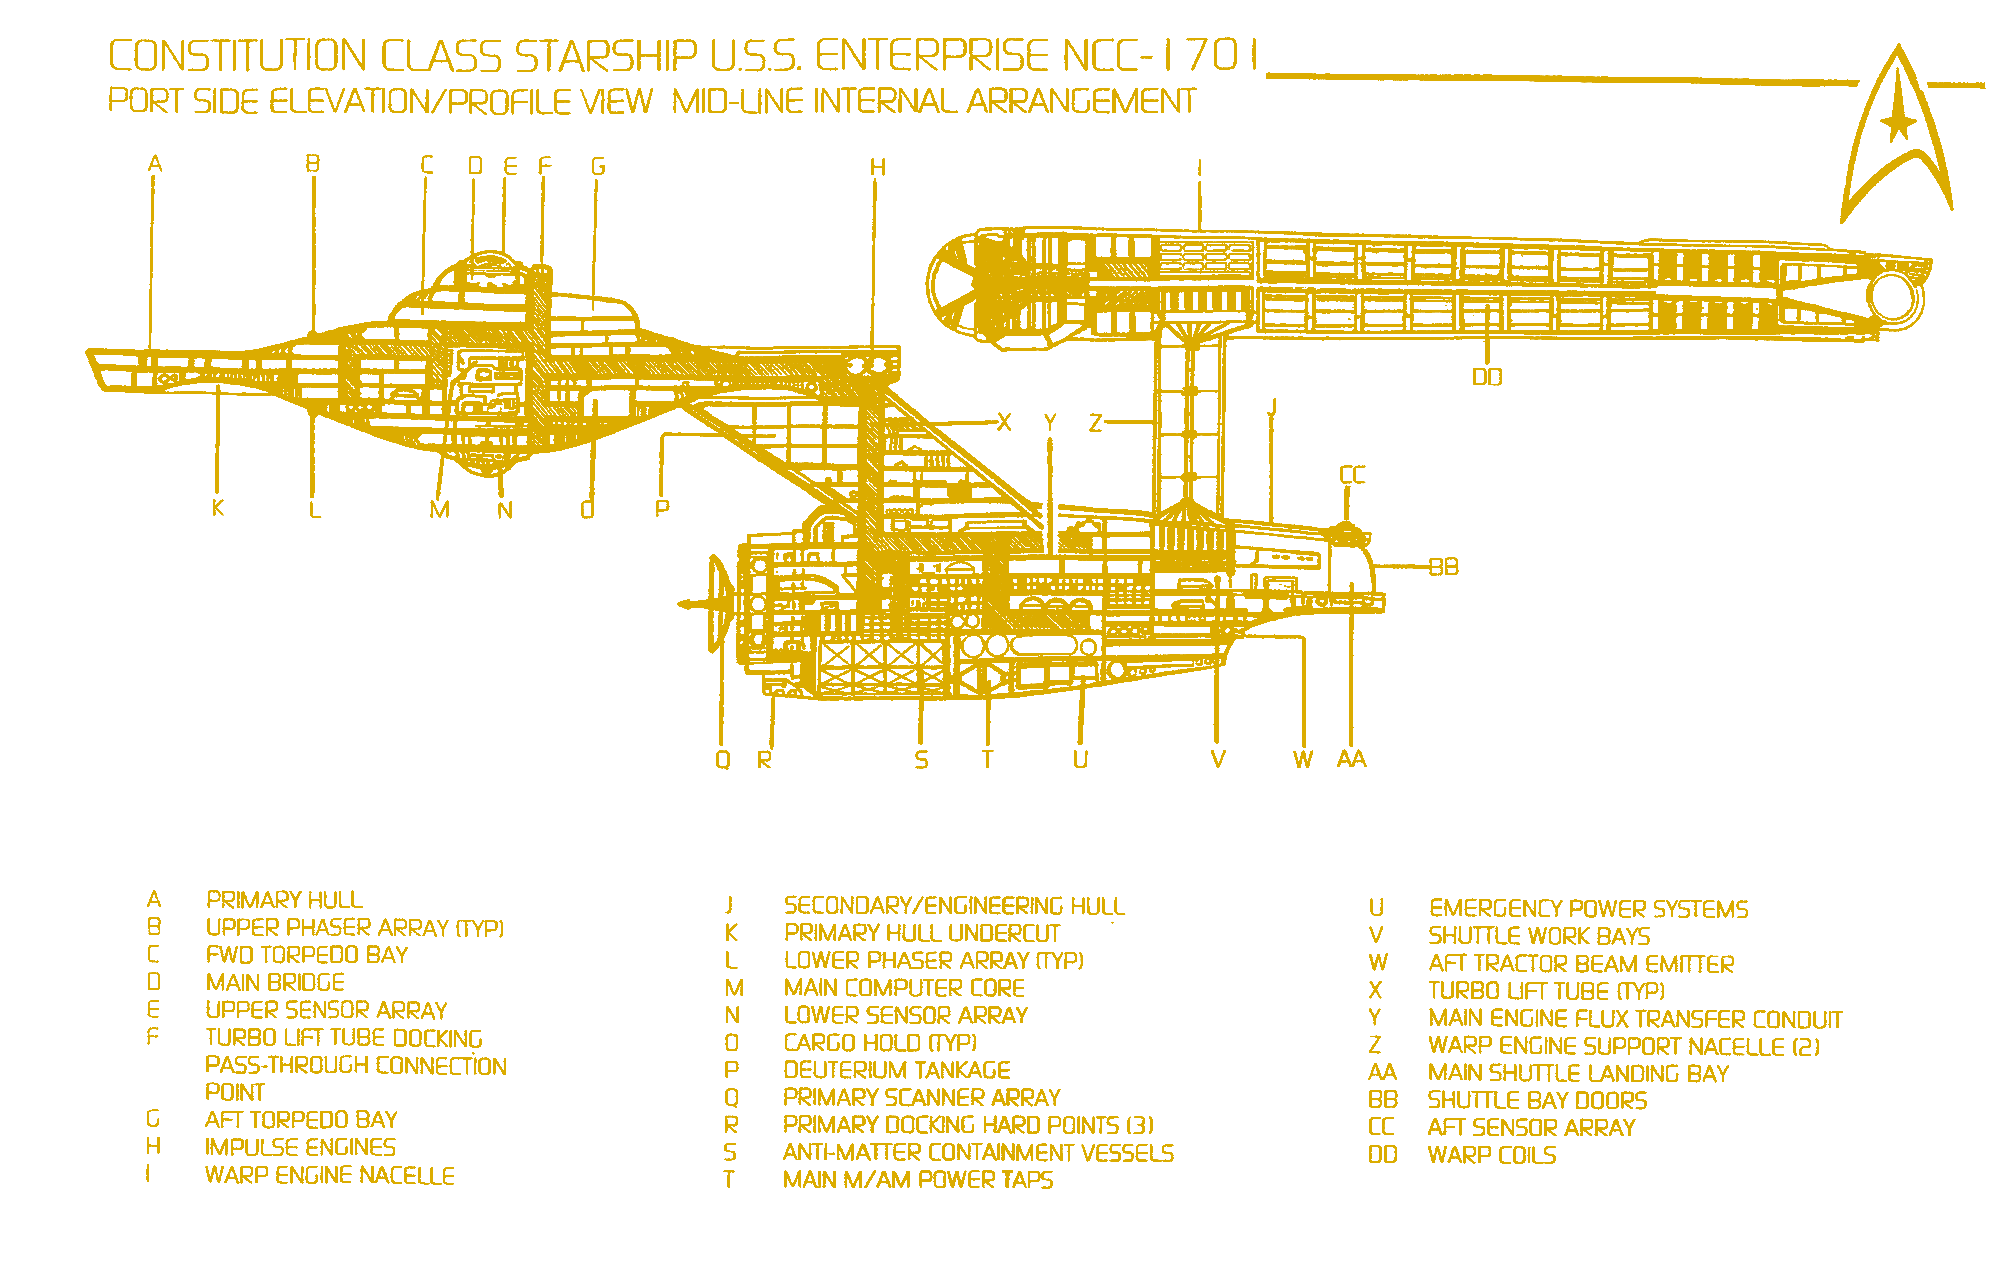 CONSTITUTION CLASS STARSHIP U.S.S. ENTERPRISE NCC-1701
PORT SIDE ELEVATION/PROFILE VIEW MID-LINE INTERNAL ARRANGEMENT
A B C D E F G H I
DD
X Y Z J
CC
K L M N O P
BB
Q R S T U V W AA
A PRIMARY HULL
B UPPER PHASER ARRAY (TYP)
C FWD TORPEDO BAY
D MAIN BRIDGE
E UPPER SENSOR ARRAY
F TURBO LIFT TUBE DOCKING
PASS-THROUGH CONNECTION
POINT
G AFT TORPEDO BAY
H IMPULSE ENGINES
I WARP ENGINE NACELLE
J SECONDARY/ENGINEERING HULL
K PRIMARY HULL UNDERCUT
L LOWER PHASER ARRAY (TYP)
M MAIN COMPUTER CORE
N LOWER SENSOR ARRAY
O CARGO HOLD (TYP)
P DEUTERIUM TANKAGE
Q PRIMARY SCANNER ARRAY
R PRIMARY DOCKING HARD POINTS (3)
S ANTI-MATTER CONTAINMENT VESSELS
T MAIN M/AM POWER TAPS
U EMERGENCY POWER SYSTEMS
V SHUTTLE WORK BAYS
W AFT TRACTOR BEAM EMITTER
X TURBO LIFT TUBE (TYP)
Y MAIN ENGINE FLUX TRANSFER CONDUIT
Z WARP ENGINE SUPPORT NACELLE (2)
AA MAIN SHUTTLE LANDING BAY
BB SHUTTLE BAY DOORS
CC AFT SENSOR ARRAY
DD WARP COILS